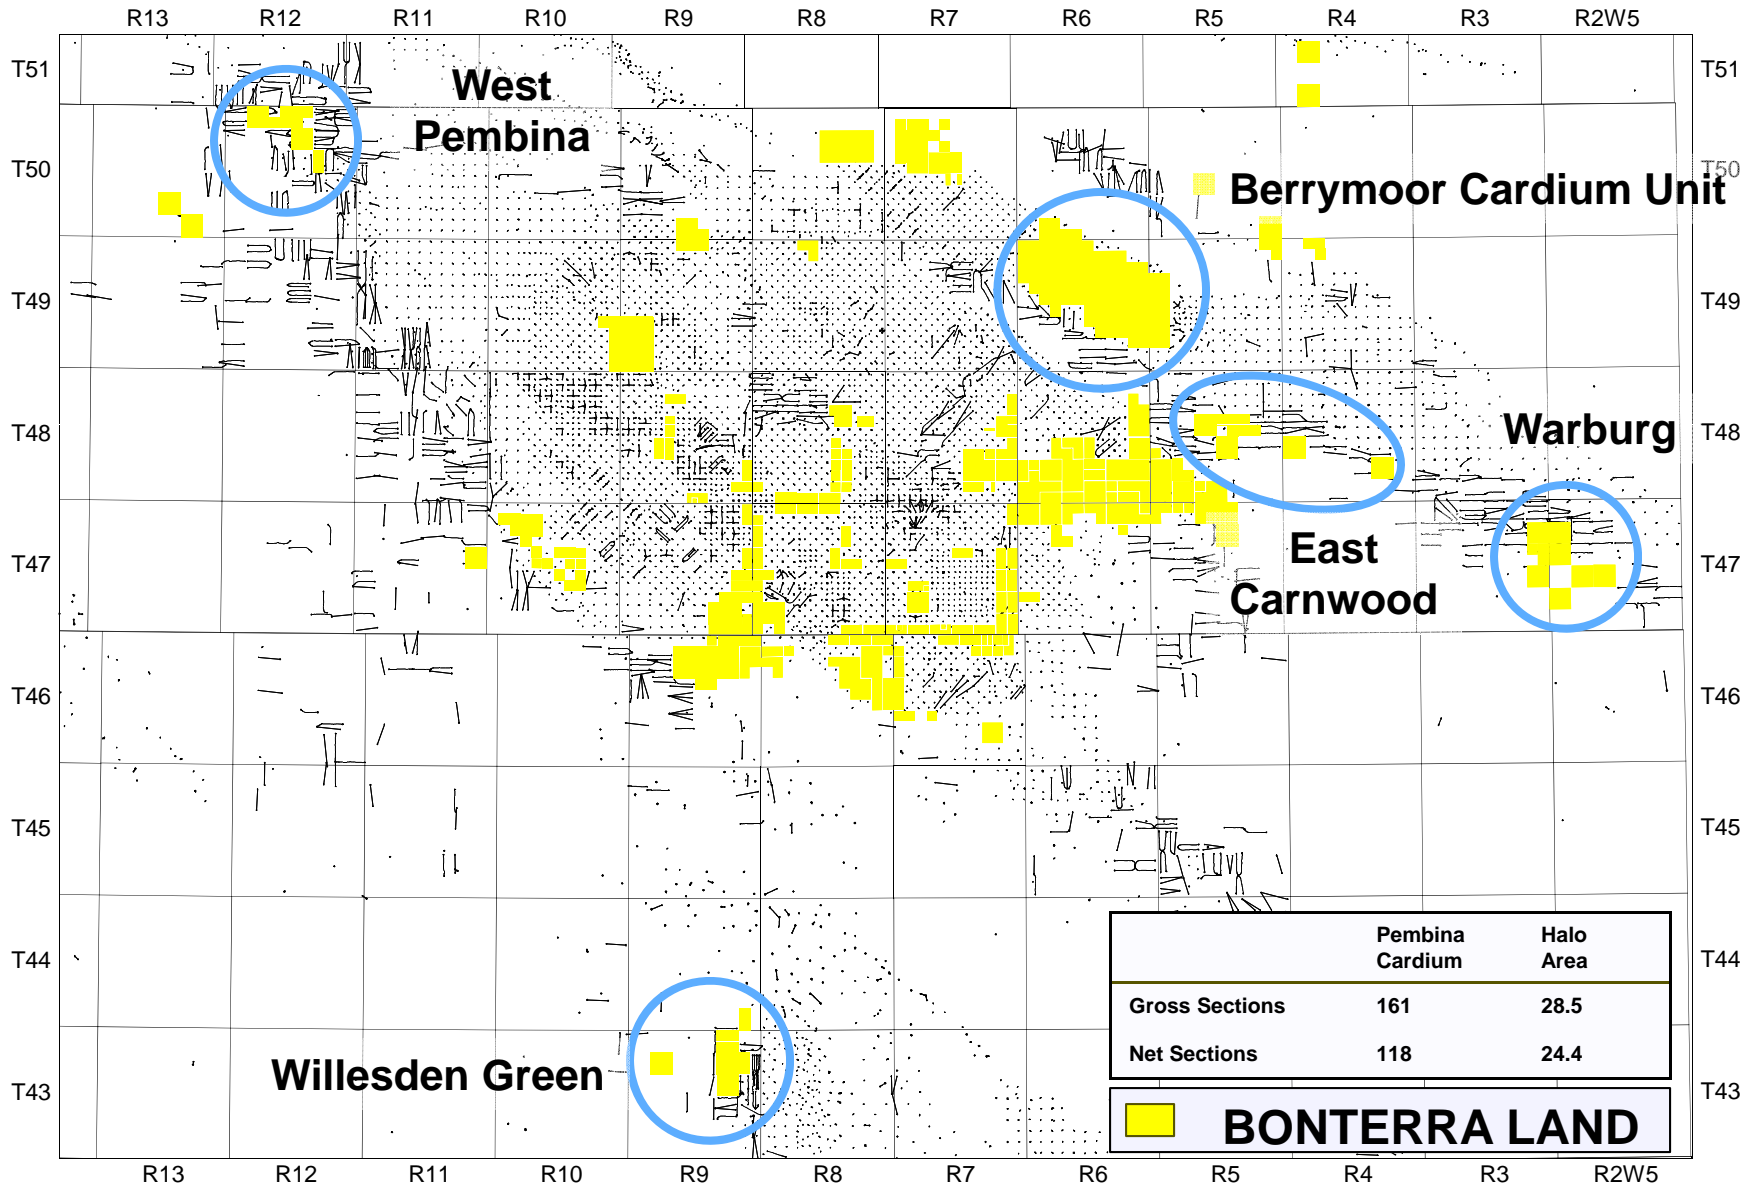 R13 R12 R11 R10 R9 R8 R7 R6 R5 R4 R3 R2W5
T51 T51
West
Pembina
T50 T50
Berrymoor Cardium Unit
T49 T49
Warburg
T48 T48
East
Carnwood
T47 T47
T46 T46
T45 T45
Pembina Halo
Cardium Area
T44 T44
Gross Sections 161 28.5
Net Sections 118 24.4
Willesden Green
T43 T43
BONTERRA LAND
R13 R12 R11 R10 R9 R8 R7 R6 R5 R4 R3 R2W5